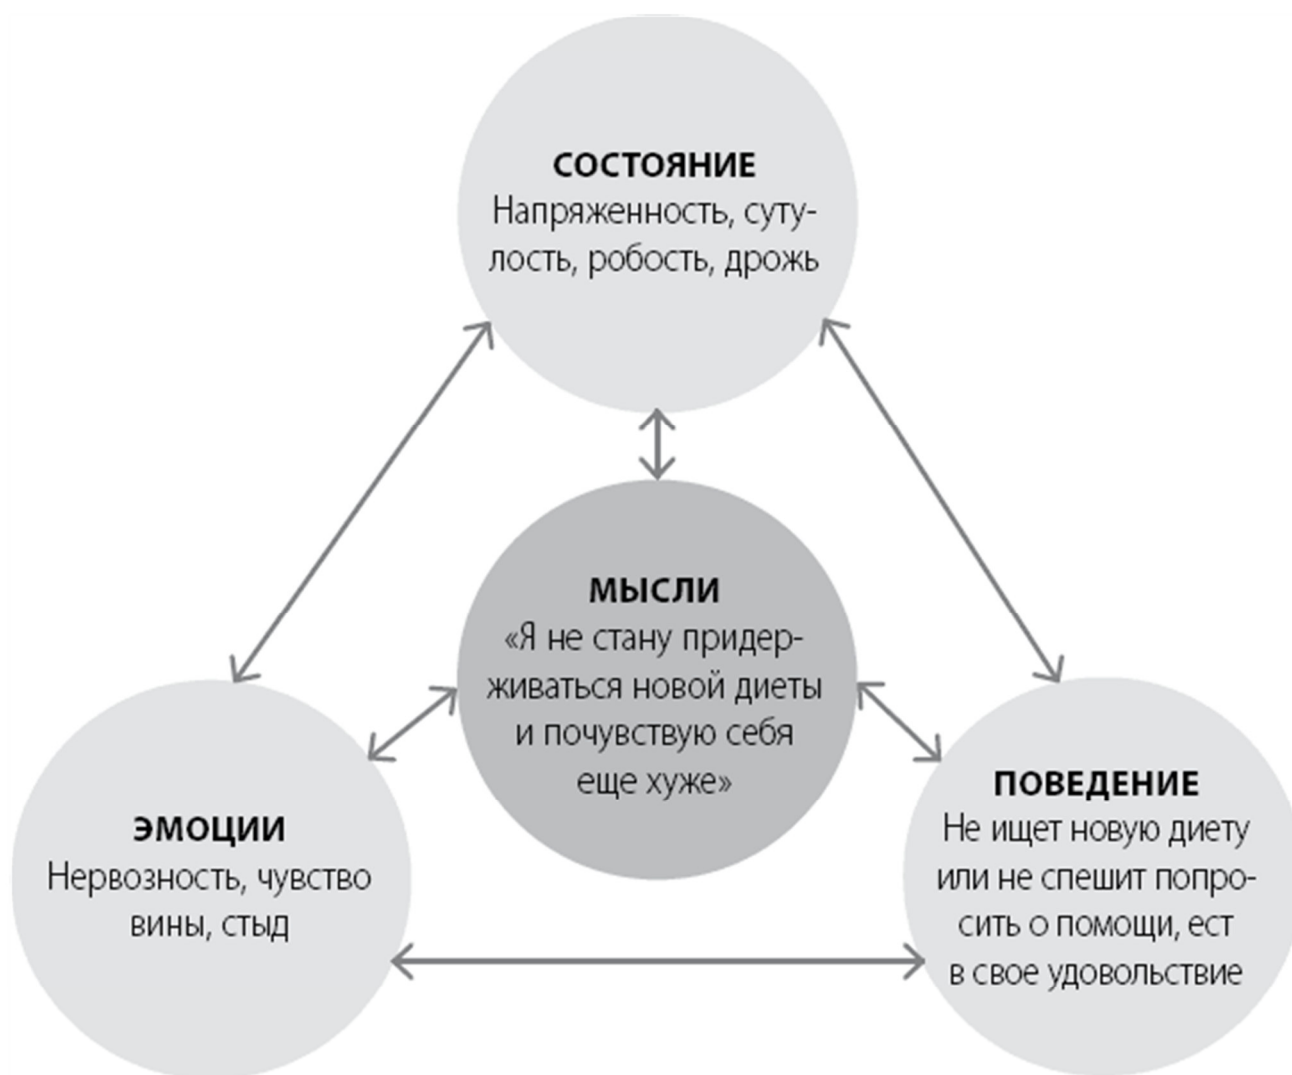 СОСТОЯНИЕ
Напряженность, суту-
лость, робость, дрожь
МЫСЛИ
«Я не стану придер-
живаться новой диеты
и почувствую себя
еще хуже»
ЭМОЦИИ
Нервозность, чувство
вины, стыд
ПОВЕДЕНИЕ
Не ищет новую диету
или не спешит попро-
сить о помощи, ест
в свое удовольствие